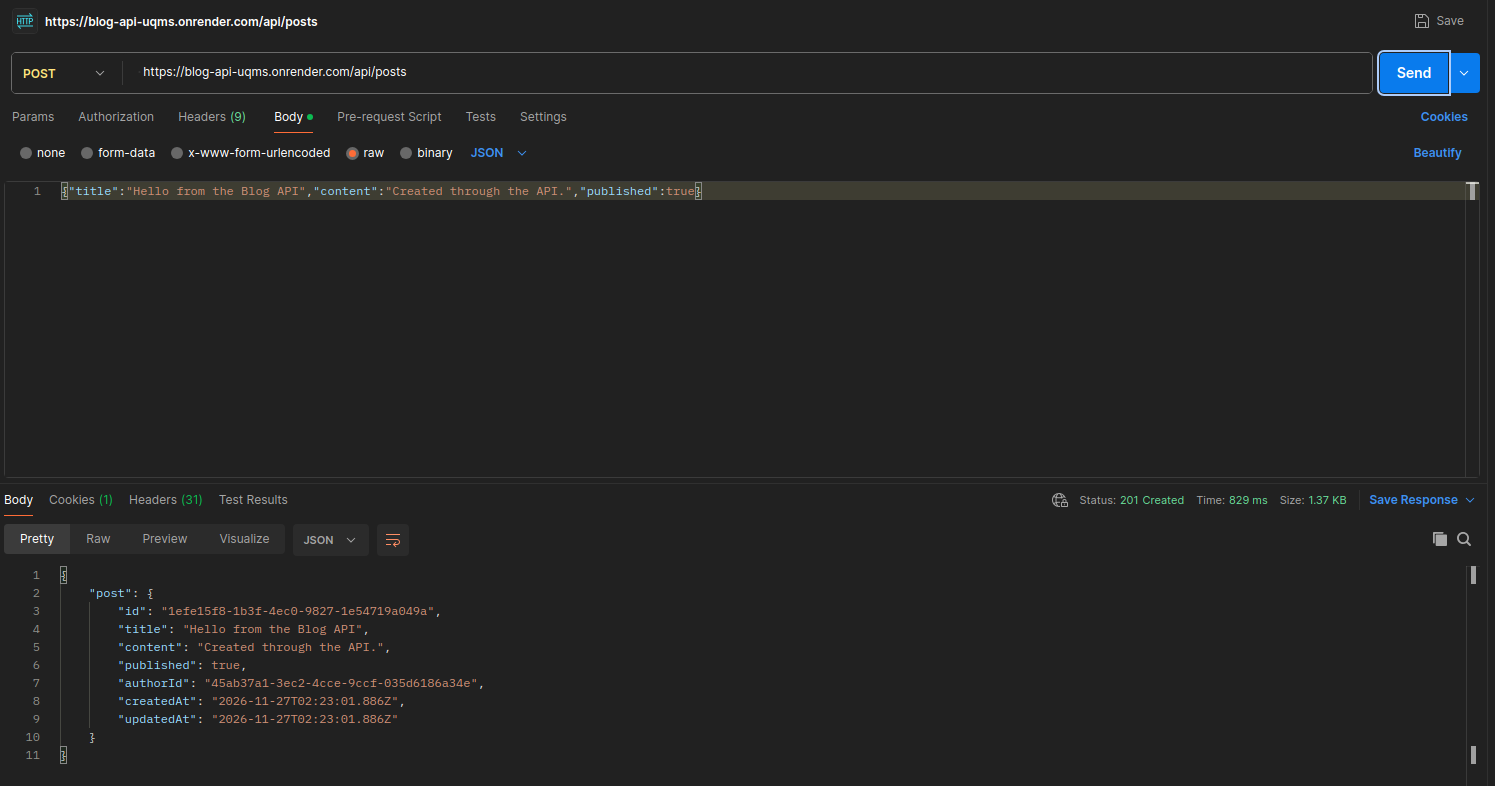 HTTP https://blog-api-uqms.onrender.com/api/posts Save
POST https://blog-api-uqms.onrender.com/api/posts Send
Params Authorization Headers (9) Body Pre-request Script Tests Settings Cookies
none form-data x-www-form-urlencoded raw binary JSON Beautify
1 {"title":"Hello from the Blog API","content":"Created through the API.","published":true}
Body Cookies (1) Headers (31) Test Results Status: 201 Created Time: 829 ms Size: 1.37 KB Save Response
Pretty Raw Preview Visualize JSON
1 {
2 "post": {
3 "id": "1efe15f8-1b3f-4ec0-9827-1e54719a049a",
4 "title": "Hello from the Blog API",
5 "content": "Created through the API.",
6 "published": true,
7 "authorId": "45ab37a1-3ec2-4cce-9ccf-035d6186a34e",
8 "createdAt": "2026-11-27T02:23:01.886Z",
9 "updatedAt": "2026-11-27T02:23:01.886Z"
10 }
11 }